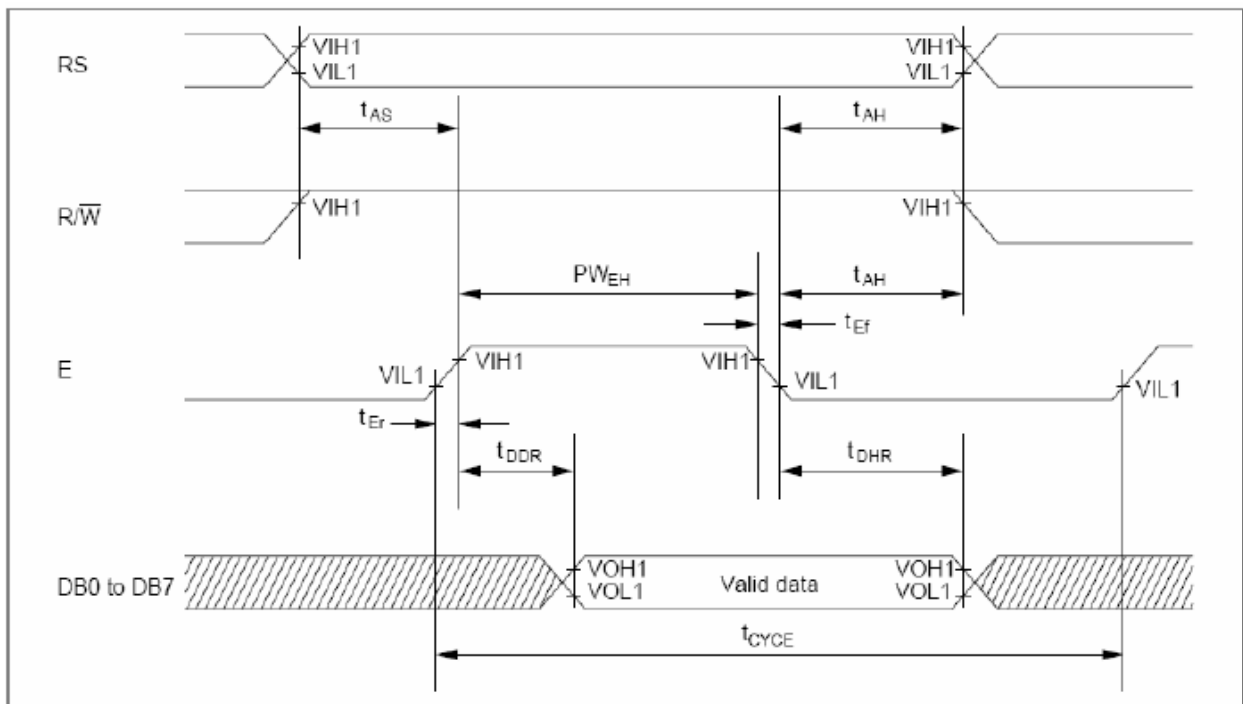 RS
VIH1
VIL1
VIH1
VIL1
tAS
tAH
R/W̅
VIH1
VIH1
PWEH
tAH
tEf
E
VIL1
VIH1
VIH1
VIL1
VIL1
tEr
tDDR
tDHR
DB0 to DB7
VOH1
VOL1
Valid data
VOH1
VOL1
tCYCE